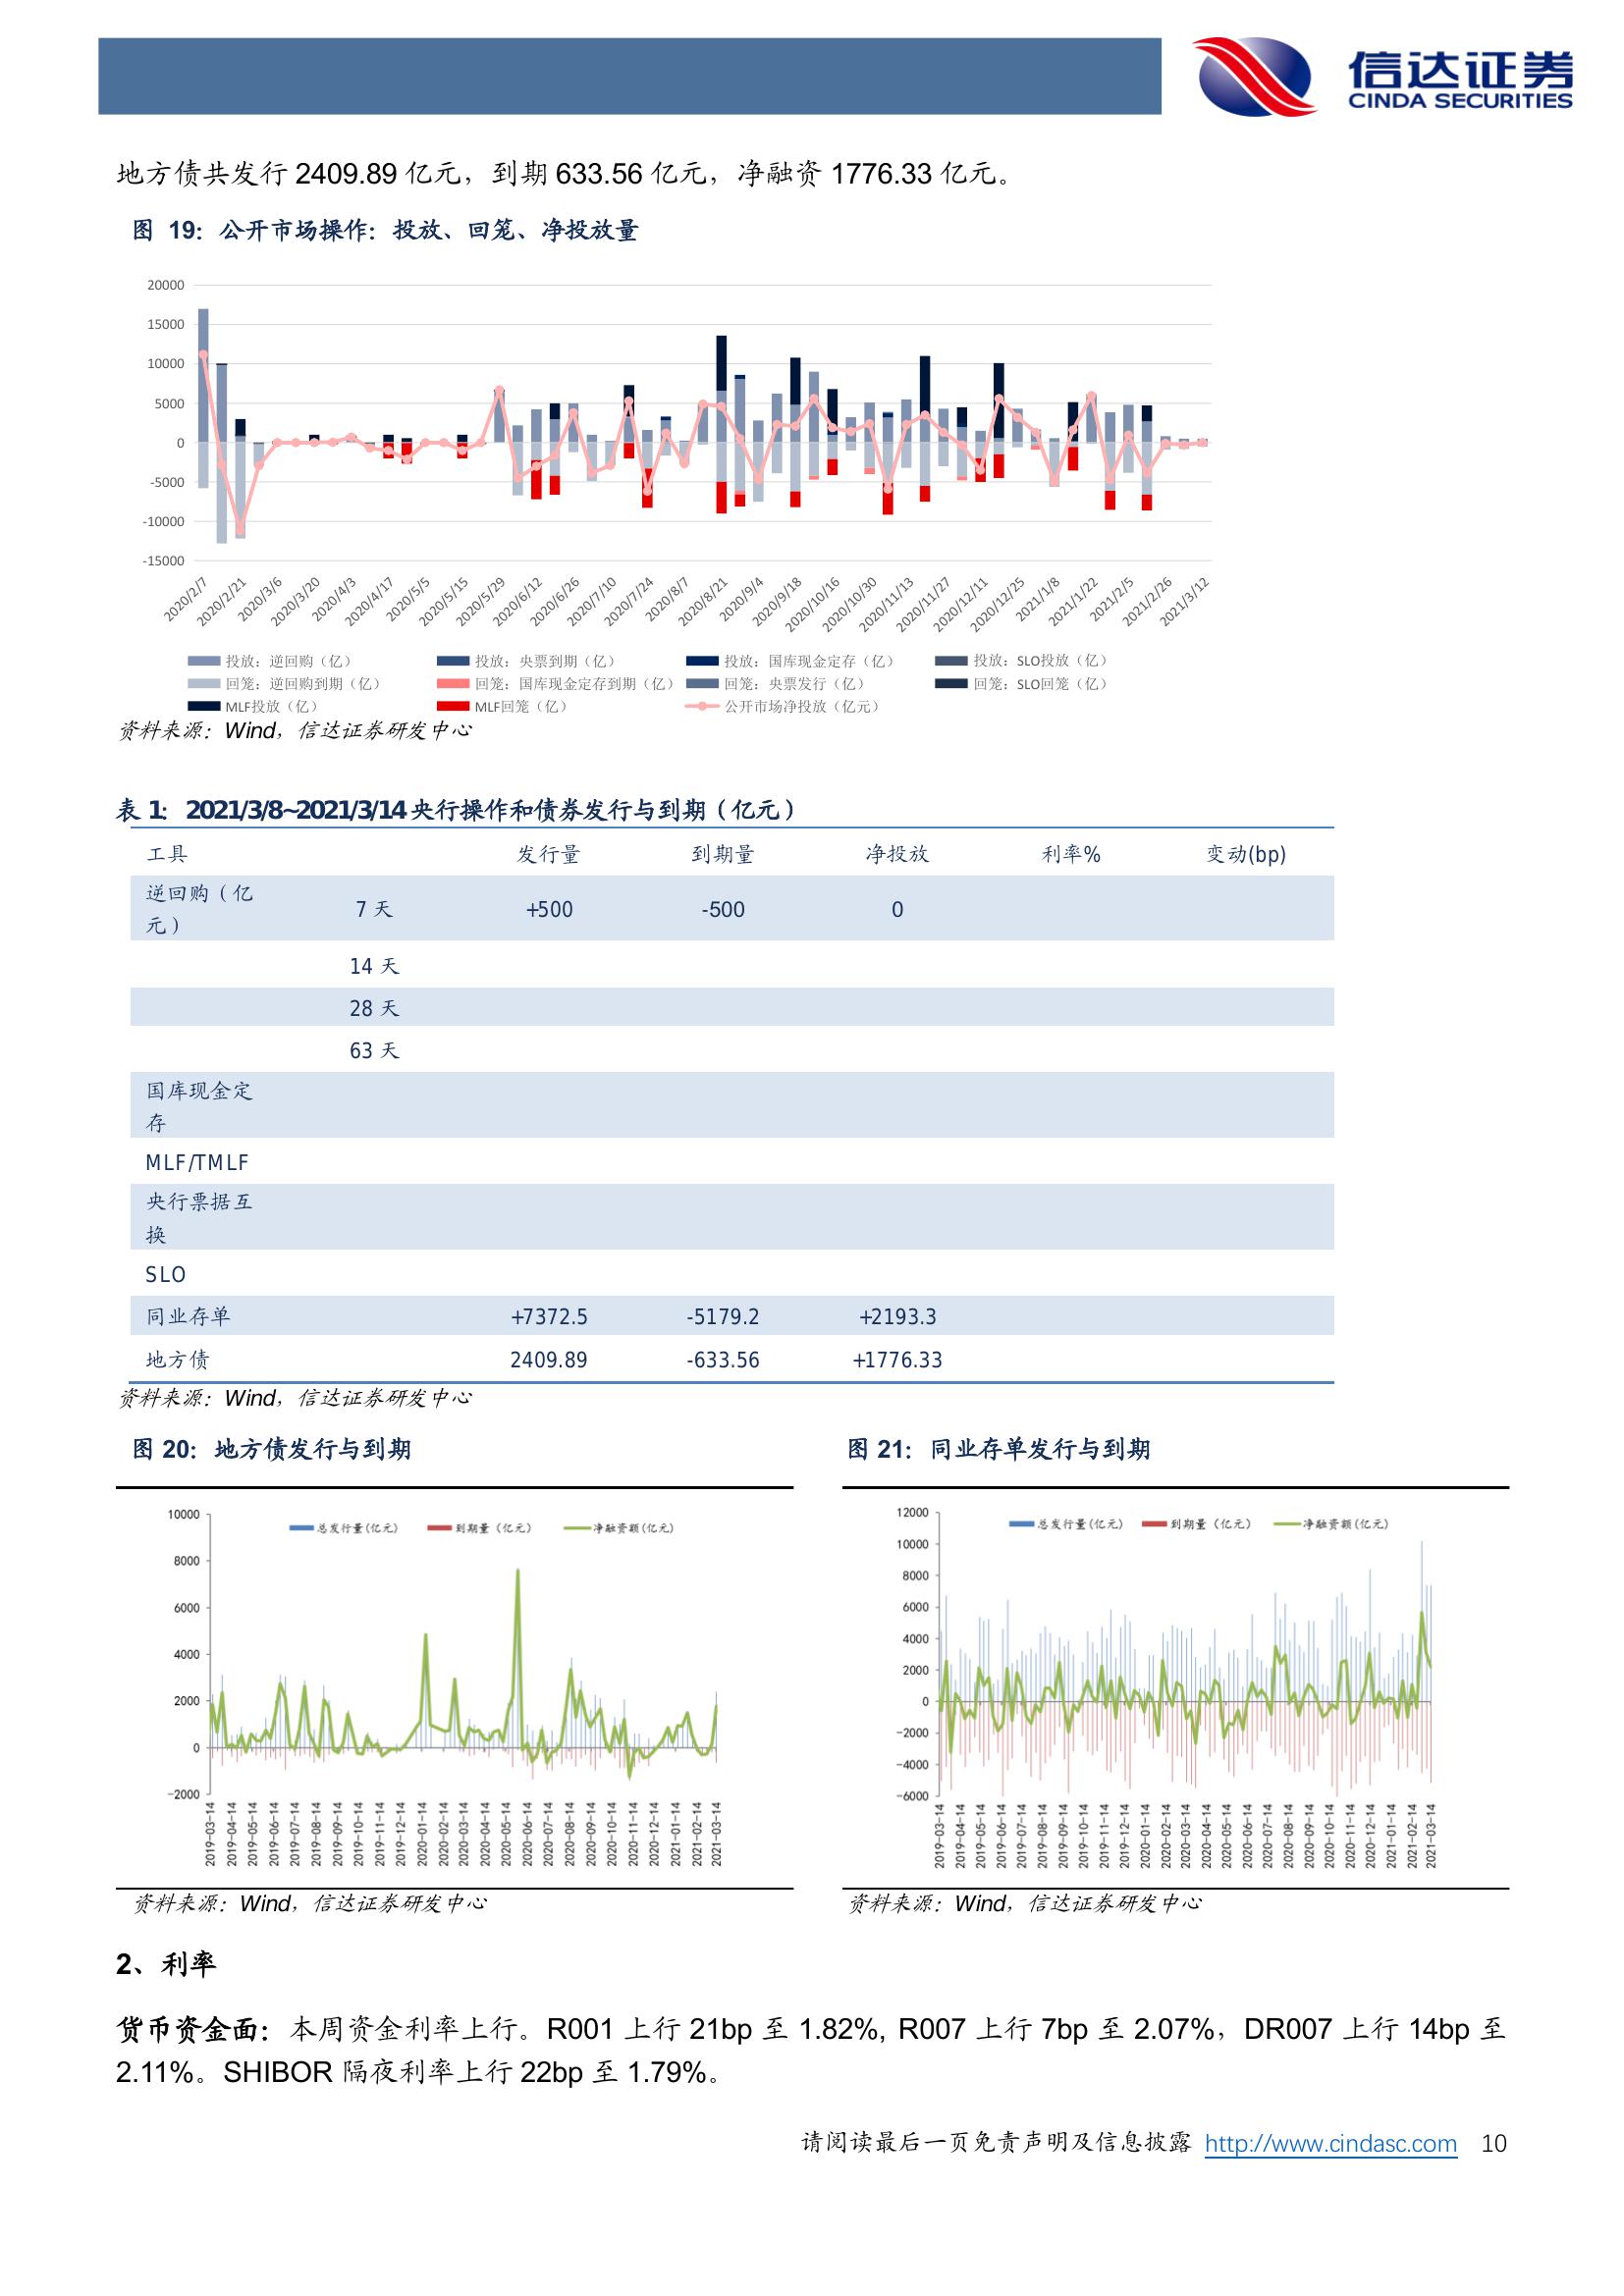 信达证券
CINDA SECURITIES
地方债共发行 2409.89 亿元，到期 633.56 亿元，净融资 1776.33 亿元。
图 19：公开市场操作：投放、回笼、净投放量
20000
15000
10000
5000
0
-5000
-10000
-15000
2020/2/7 2020/2/21 2020/3/6 2020/3/20 2020/4/3 2020/4/17 2020/5/5 2020/5/15 2020/5/29 2020/6/12 2020/6/26 2020/7/10 2020/7/24 2020/8/7 2020/8/21 2020/9/4 2020/9/18 2020/10/16 2020/10/30 2020/11/13 2020/11/27 2020/12/11 2020/12/25 2021/1/8 2021/1/22 2021/2/5 2021/2/26 2021/3/12
投放：逆回购（亿） 投放：央票到期（亿） 投放：国库现金定存（亿） 投放：SLO投放（亿）
回笼：逆回购到期（亿） 回笼：国库现金定存到期（亿） 回笼：央票发行（亿） 回笼：SLO回笼（亿）
MLF投放（亿） MLF回笼（亿） 公开市场净投放（亿元）
资料来源：Wind，信达证券研发中心
表 1： 2021/3/8~2021/3/14 央行操作和债券发行与到期（亿元）
工具 发行量 到期量 净投放 利率% 变动(bp)
逆回购（亿
元） 7 天 +500 -500 0
14 天
28 天
63 天
国库现金定
存
MLF/TMLF
央行票据互
换
SLO
同业存单 +7372.5 -5179.2 +2193.3
地方债 2409.89 -633.56 +1776.33
资料来源：Wind，信达证券研发中心
图 20：地方债发行与到期
总发行量(亿元) 到期量（亿元） 净融资额(亿元)
10000
8000
6000
4000
2000
0
-2000
2019-03-14 2019-04-14 2019-05-14 2019-06-14 2019-07-14 2019-08-14 2019-09-14 2019-10-14 2019-11-14 2019-12-14 2020-01-14 2020-02-14 2020-03-14 2020-04-14 2020-05-14 2020-06-14 2020-07-14 2020-08-14 2020-09-14 2020-10-14 2020-11-14 2020-12-14 2021-01-14 2021-02-14 2021-03-14
资料来源：Wind，信达证券研发中心
图 21：同业存单发行与到期
总发行量(亿元) 到期量（亿元） 净融资额(亿元)
12000
10000
8000
6000
4000
2000
0
-2000
-4000
-6000
2019-03-14 2019-04-14 2019-05-14 2019-06-14 2019-07-14 2019-08-14 2019-09-14 2019-10-14 2019-11-14 2019-12-14 2020-01-14 2020-02-14 2020-03-14 2020-04-14 2020-05-14 2020-06-14 2020-07-14 2020-08-14 2020-09-14 2020-10-14 2020-11-14 2020-12-14 2021-01-14 2021-02-14 2021-03-14
资料来源：Wind，信达证券研发中心
2、利率
货币资金面：本周资金利率上行。R001 上行 21bp 至 1.82%, R007 上行 7bp 至 2.07%，DR007 上行 14bp 至
2.11%。SHIBOR 隔夜利率上行 22bp 至 1.79%。
请阅读最后一页免责声明及信息披露 http://www.cindasc.com 10